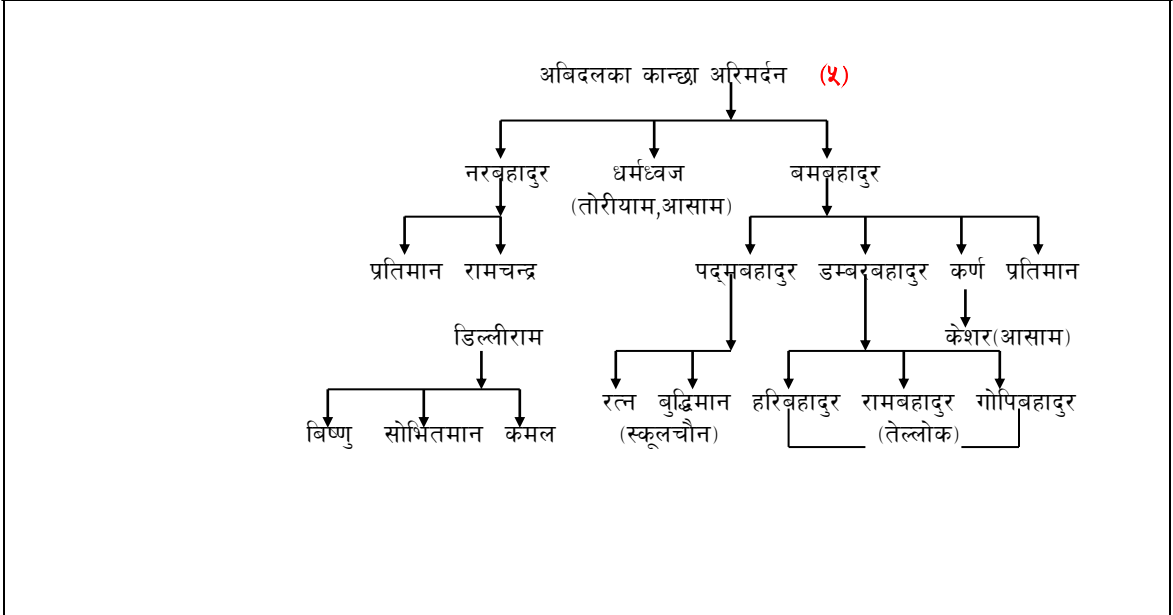 अबिदलका कान्छा अरिमर्दन (५)
नरबहादुर धर्मध्वज बमबहादुर
(तोरीयाम,आसाम)
प्रतिमान रामचन्द्र पद्मबहादुर डम्बरबहादुर कर्ण प्रतिमान
डिल्लीराम केशर(आसाम)
रत्न बुद्धिमान हरिबहादुर रामबहादुर गोपिबहादुर
बिष्णु सोभितमान कमल (स्कूलचौन) (तेल्लोक)